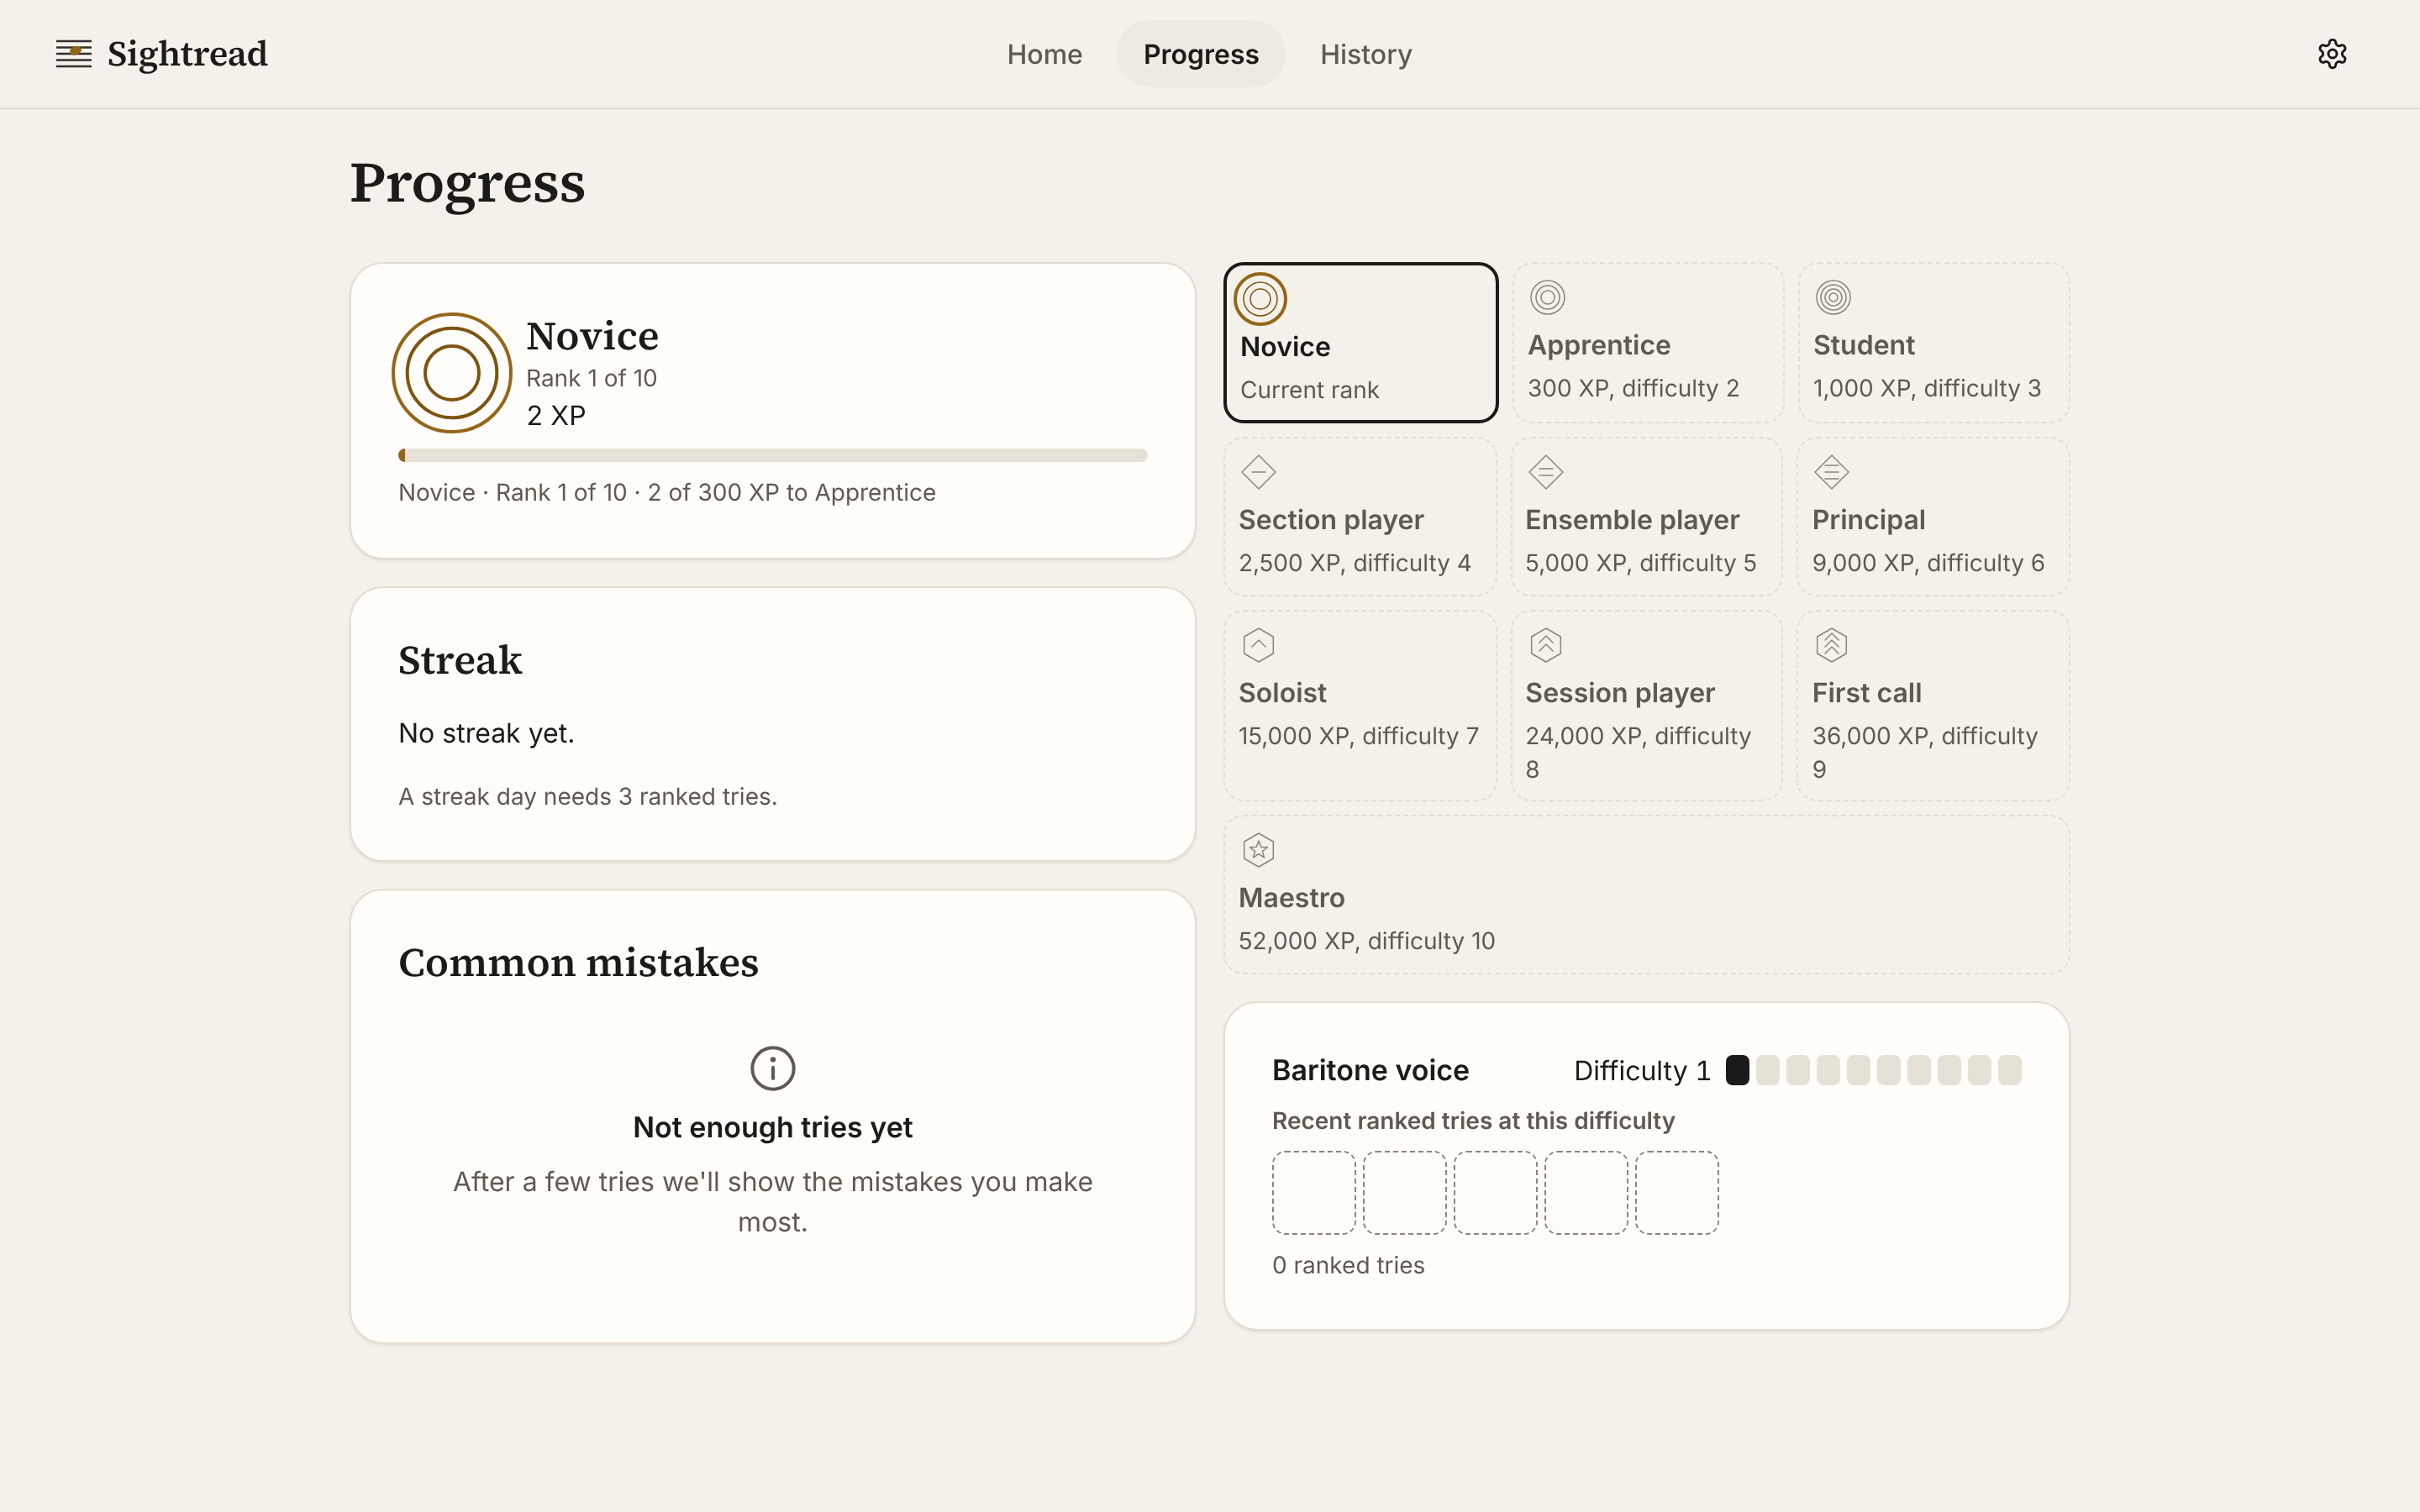 Sightread
Home
Progress
History
Progress
Novice
Rank 1 of 10
2 XP
Novice · Rank 1 of 10 · 2 of 300 XP to Apprentice
Streak
No streak yet.
A streak day needs 3 ranked tries.
Common mistakes
Not enough tries yet
After a few tries we'll show the mistakes you make
most.
Novice
Current rank
Apprentice
300 XP, difficulty 2
Student
1,000 XP, difficulty 3
Section player
2,500 XP, difficulty 4
Ensemble player
5,000 XP, difficulty 5
Principal
9,000 XP, difficulty 6
Soloist
15,000 XP, difficulty 7
Session player
24,000 XP, difficulty
8
First call
36,000 XP, difficulty
9
Maestro
52,000 XP, difficulty 10
Baritone voice
Difficulty 1
Recent ranked tries at this difficulty
0 ranked tries